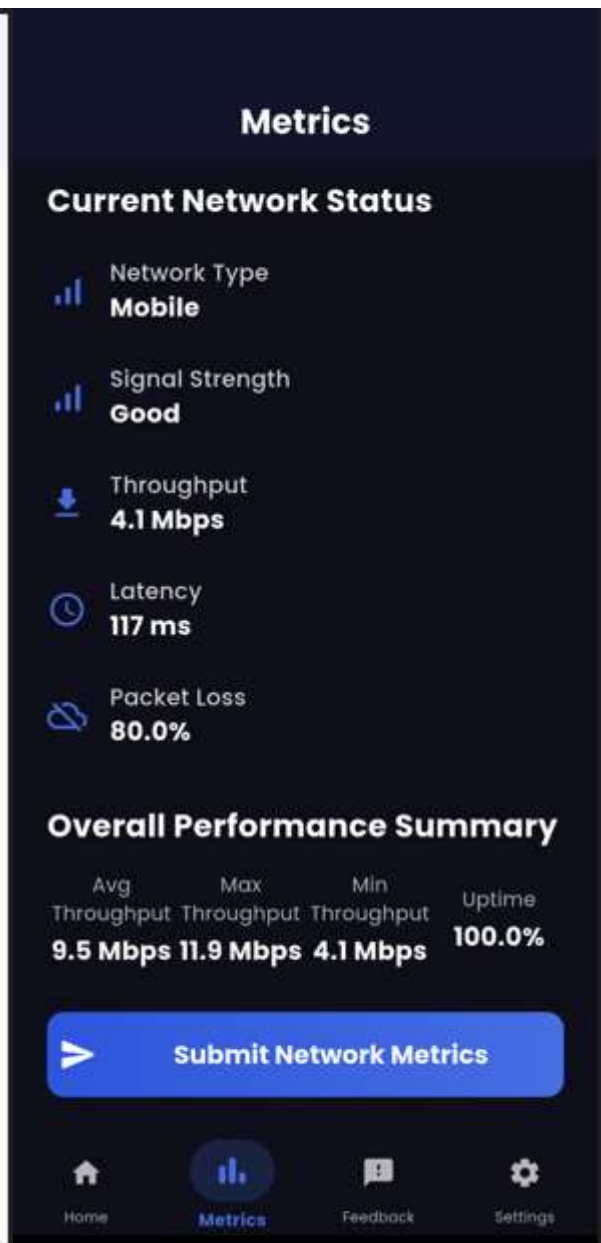 Metrics
Current Network Status
Network Type
Mobile
Signal Strength
Good
Throughput
4.1 Mbps
Latency
117 ms
Packet Loss
80.0%
Overall Performance Summary
Avg Throughput
9.5 Mbps
Max Throughput
11.9 Mbps
Min Throughput
4.1 Mbps
Uptime
100.0%
Submit Network Metrics
Home
Metrics
Feedback
Settings